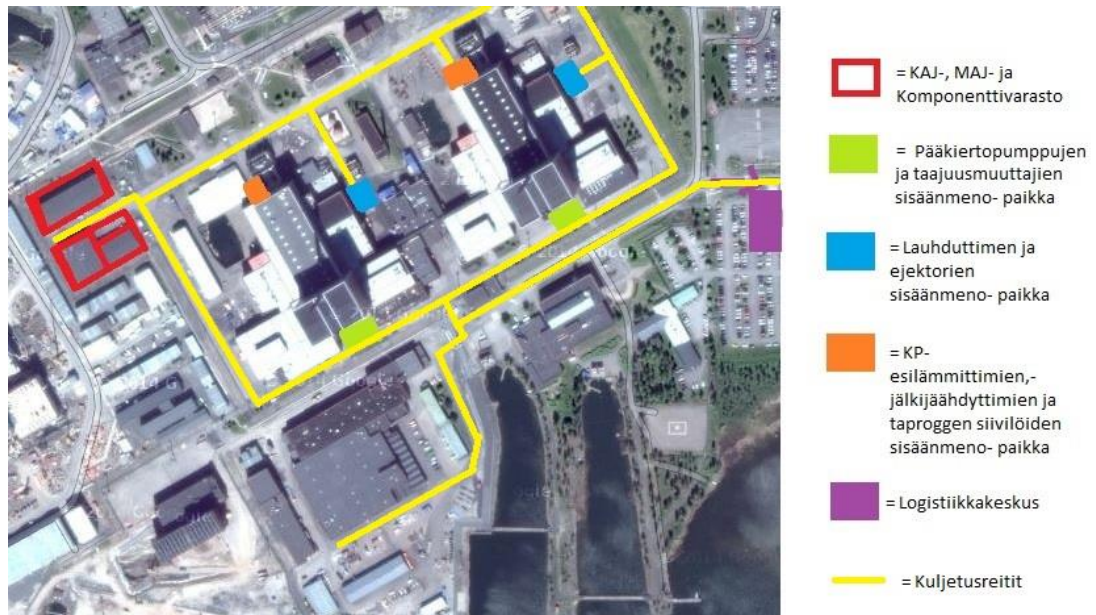 = KAJ-, MAJ- ja
Komponenttivarasto
= Pääkiertopumppujen
ja taajuusmuuttajien
sisäänmeno- paikka
= Lauhduttimen ja
ejektorien
sisäänmeno- paikka
= KP-
esilämmittimien,-
jälkijäähdyttimien ja
taproggen siivilöiden
sisäänmeno- paikka
= Logistiikkakeskus
= Kuljetusreitit